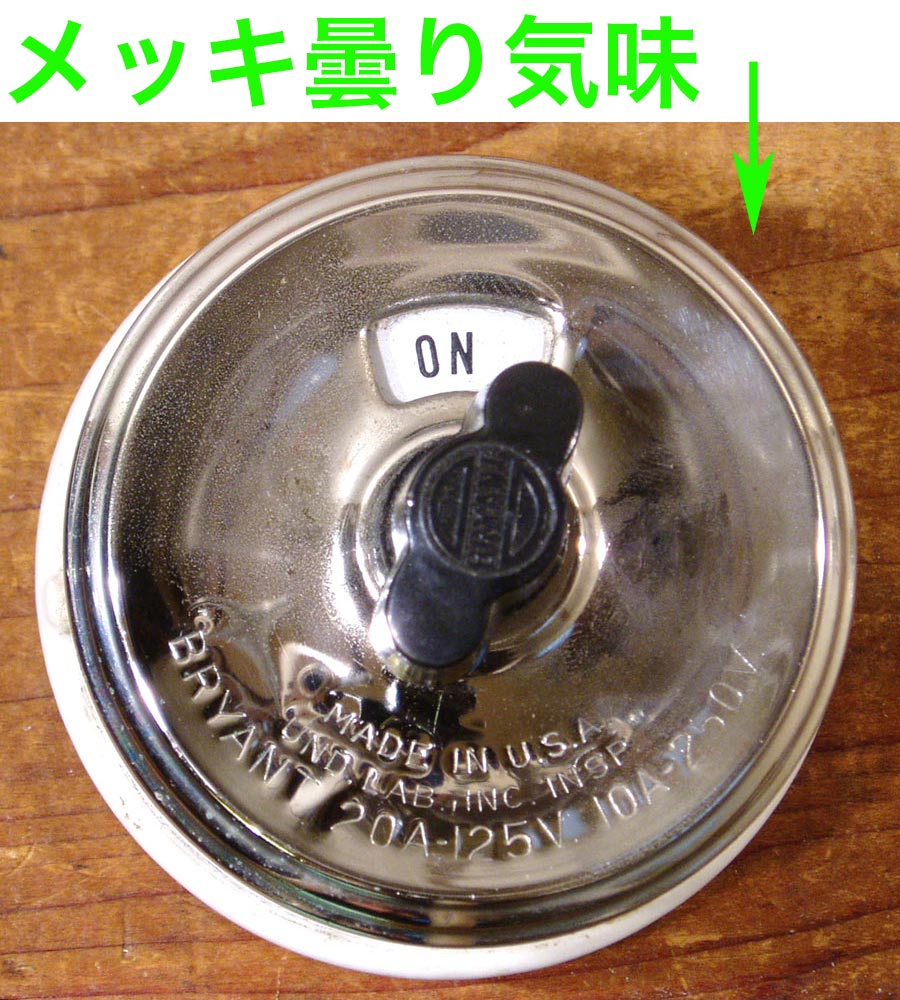 メッキ曇り気味
ON
BRYANT
MADE IN U.S.A.
UND. LAB. INC. INSP.
BRYANT 20A-125V. 10A-250V.